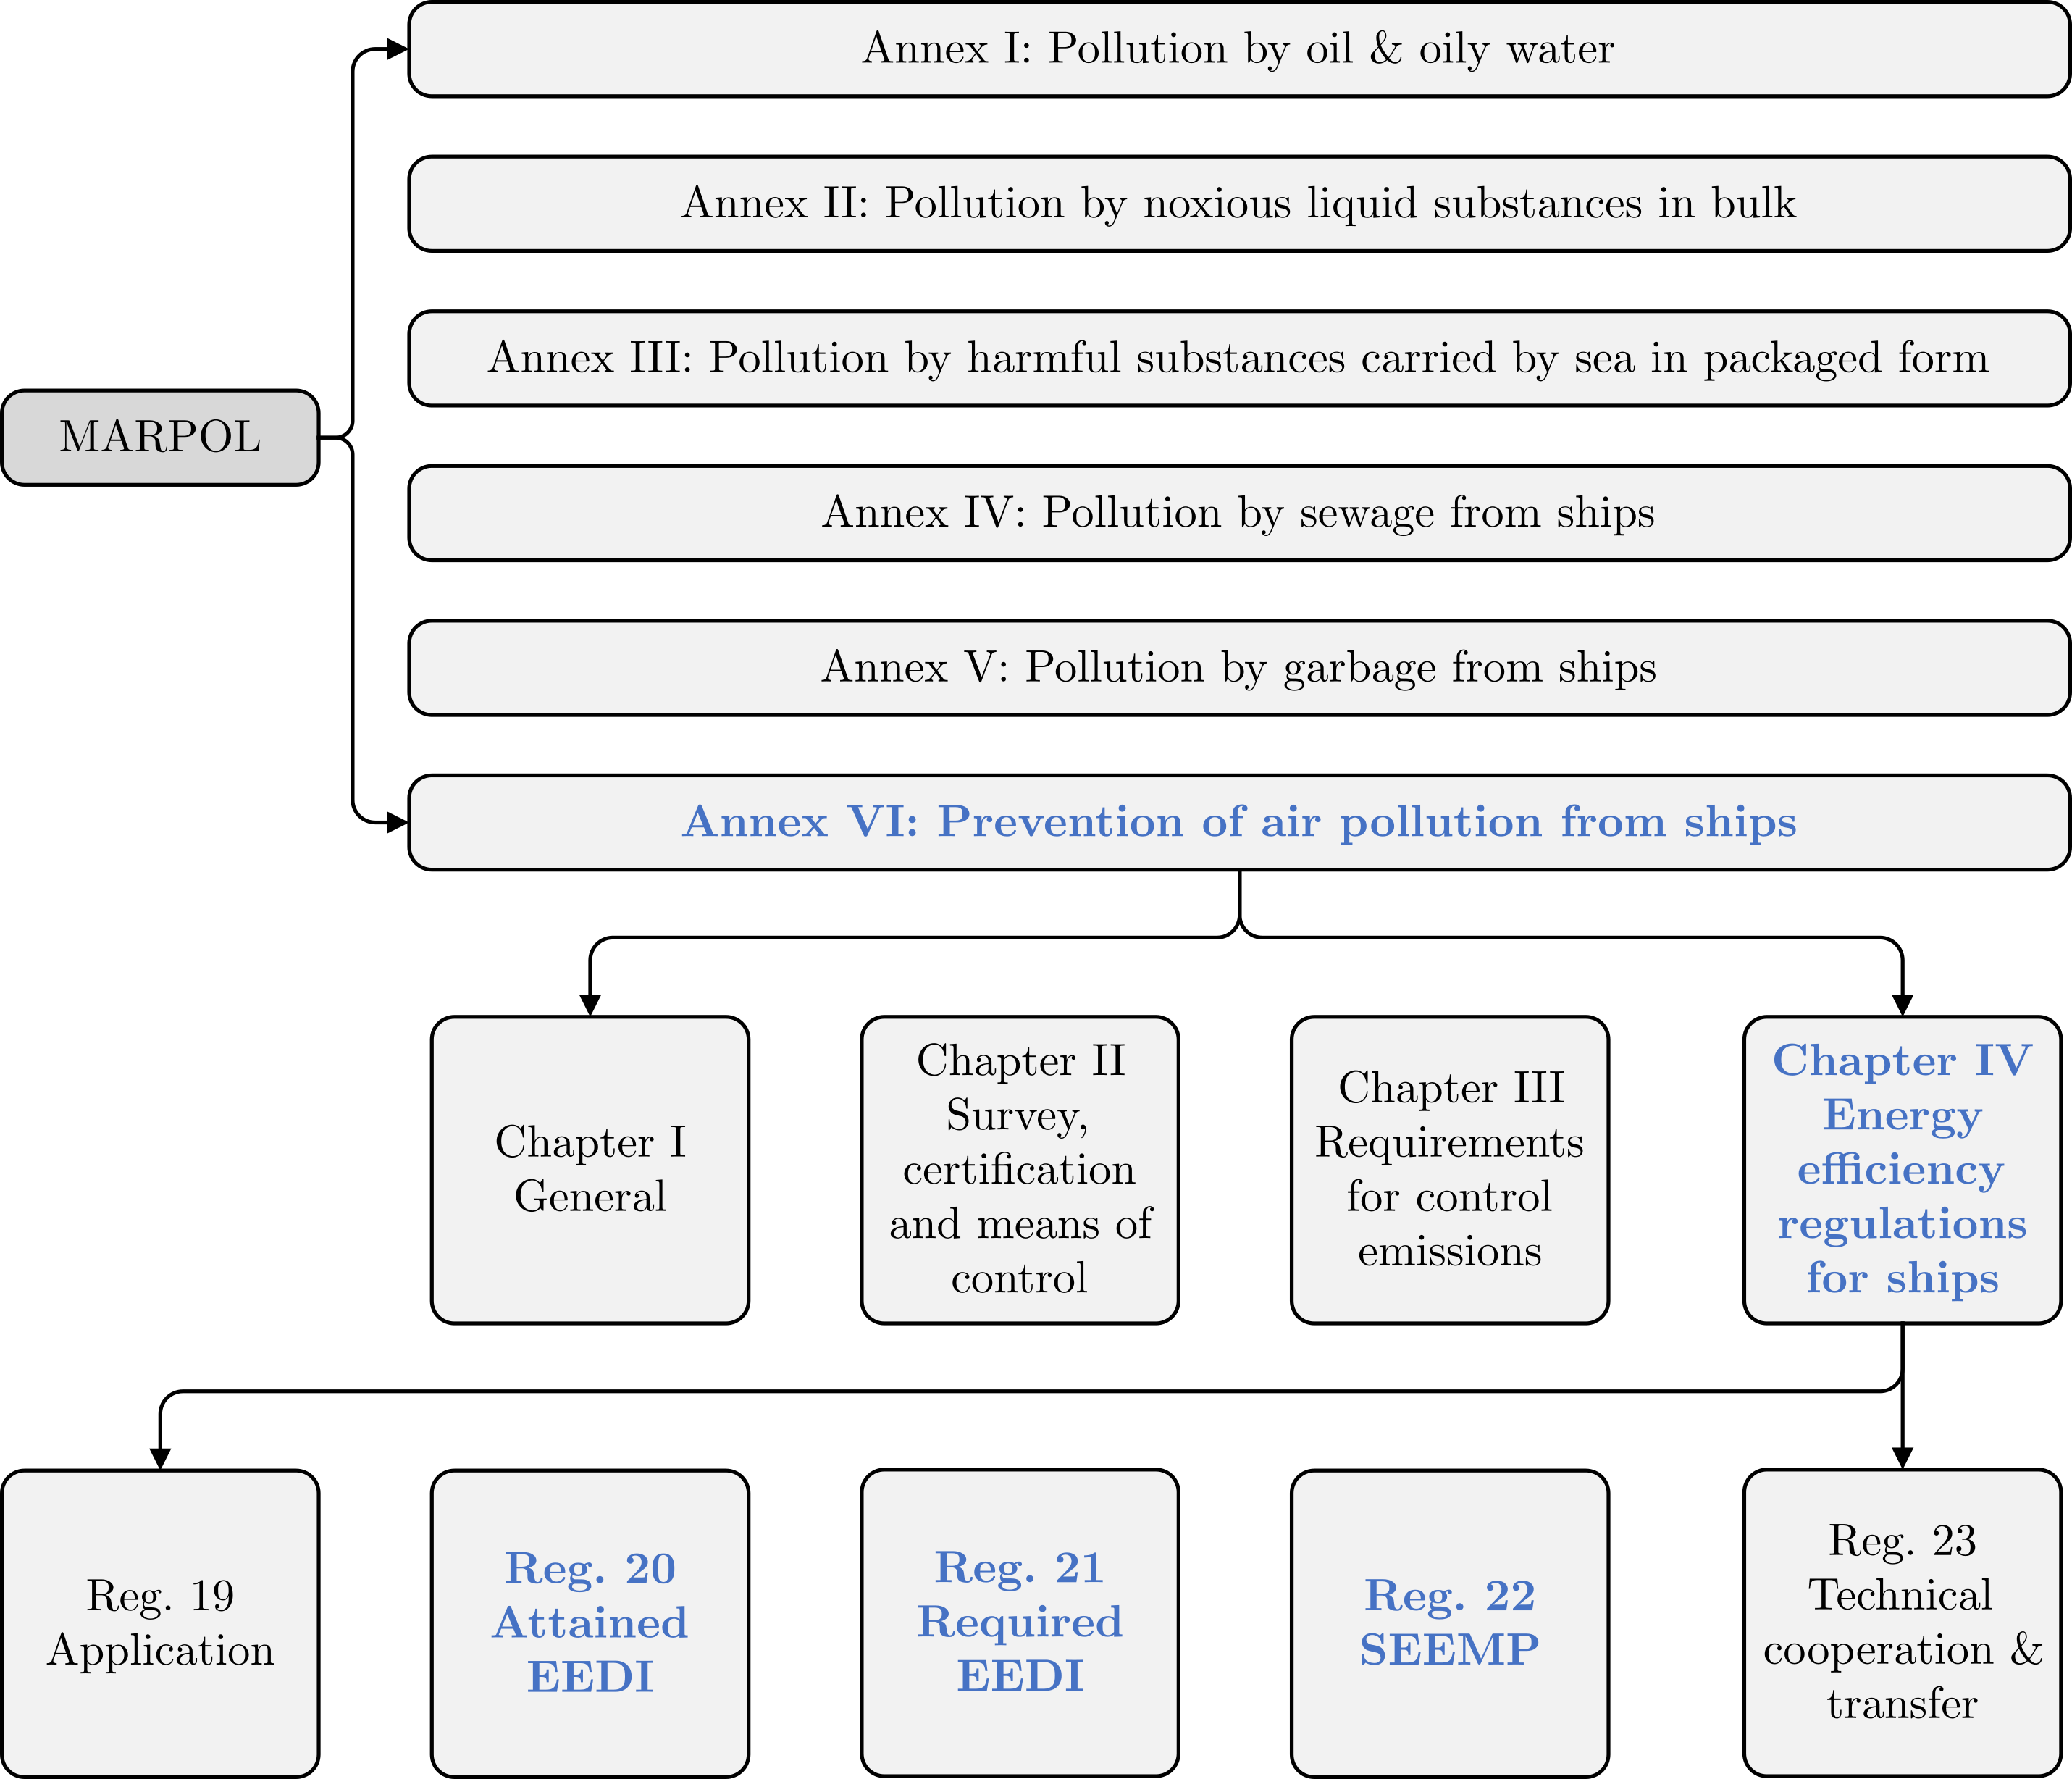 Annex I: Pollution by oil & oily water
Annex II: Pollution by noxious liquid substances in bulk
Annex III: Pollution by harmful substances carried by sea in packaged form
MARPOL
Annex IV: Pollution by sewage from ships
Annex V: Pollution by garbage from ships
Annex VI: Prevention of air pollution from ships
Chapter I
General
Chapter II
Survey,
certification
and means of
control
Chapter III
Requirements
for control
emissions
Chapter IV
Energy
efficiency
regulations
for ships
Reg. 19
Application
Reg. 20
Attained
EEDI
Reg. 21
Required
EEDI
Reg. 22
SEEMP
Reg. 23
Technical
cooperation &
transfer